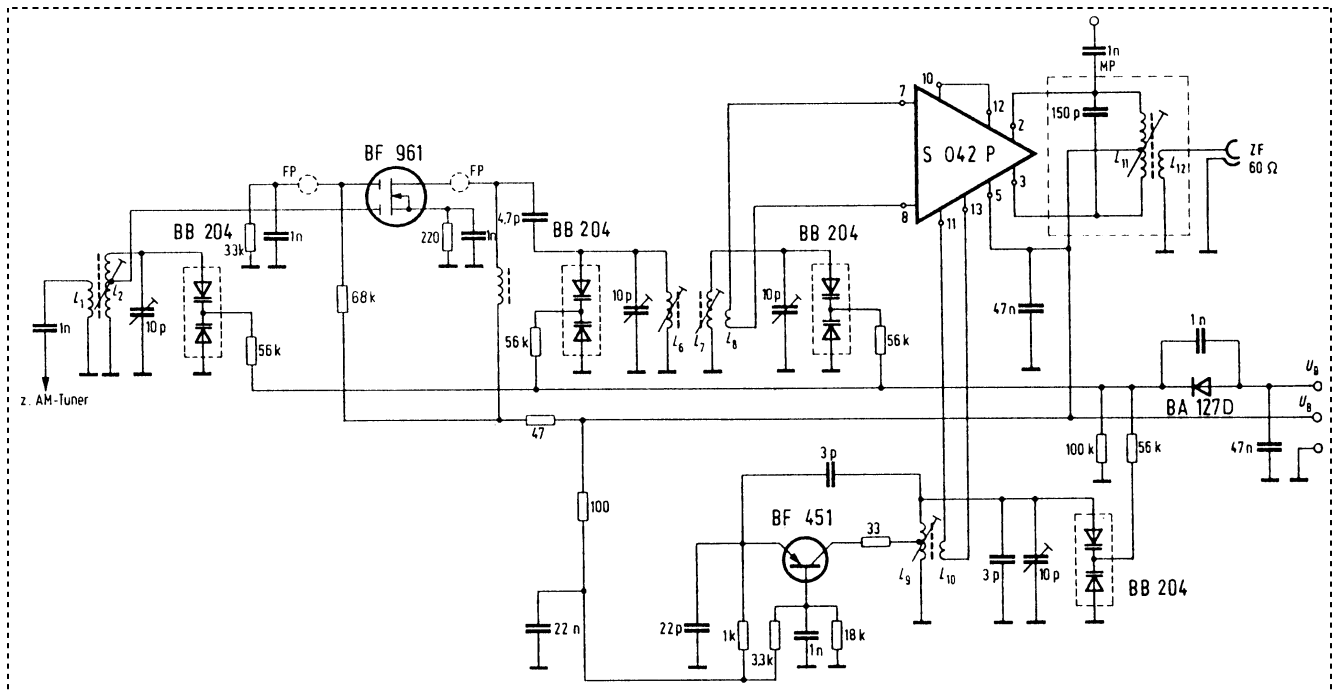 1n
MP
10
7
12
2
150p
S 042 P
L11
L12
ZF
60 Ω
3
5
8
11
13
BF 961
FP
FP
BB 204
33k
1n
220
1n
4,7p
BB 204
BB 204
L1
L2
10p
68k
10p
10p
1n
56k
56k
L6
L7
L8
56k
47n
1n
z. AM-Tuner
BA 127D
UB
UB
47
100k
56k
47n
3p
100
BF 451
33
L9
L10
3p
10p
BB 204
22n
22p
1k
3,3k
1n
18k